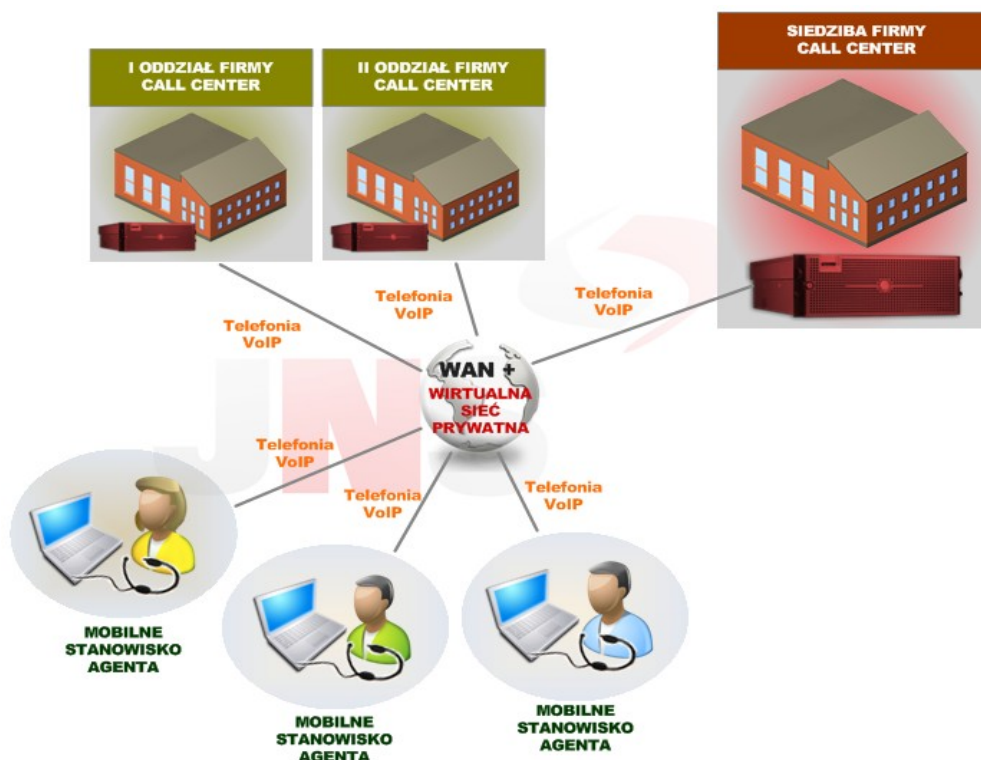 I ODDZIAŁ FIRMY
CALL CENTER
II ODDZIAŁ FIRMY
CALL CENTER
SIEDZIBA FIRMY
CALL CENTER
Telefonia
VoIP
Telefonia
VoIP
Telefonia
VoIP
WAN +
WIRTUALNA
SIEĆ
PRYWATNA
Telefonia
VoIP
Telefonia
VoIP
Telefonia
VoIP
JNS
MOBILNE
STANOWISKO
AGENTA
MOBILNE
STANOWISKO
AGENTA
MOBILNE
STANOWISKO
AGENTA